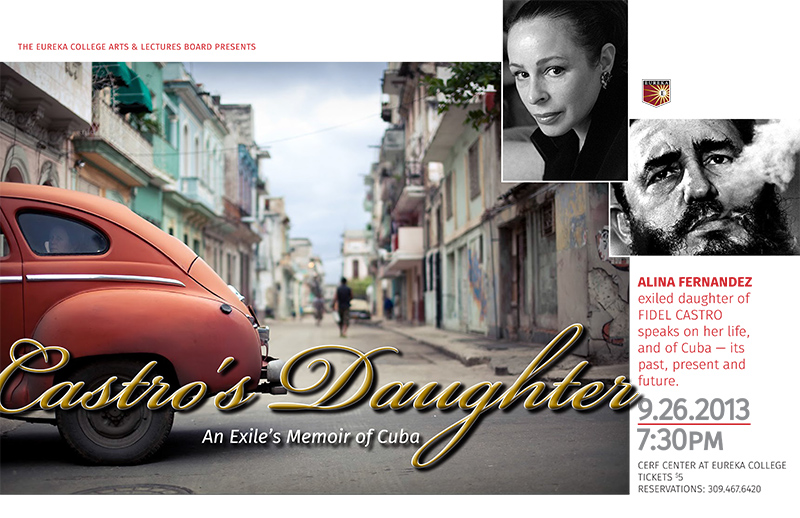 THE EUREKA COLLEGE ARTS & LECTURES BOARD PRESENTS
EUREKA
Castro's Daughter
An Exile's Memoir of Cuba
ALINA FERNANDEZ
exiled daughter of
FIDEL CASTRO
speaks on her life,
and of Cuba — its
past, present and
future.
9.26.2013
7:30PM
CERF CENTER AT EUREKA COLLEGE
TICKETS $5
RESERVATIONS: 309.467.6420